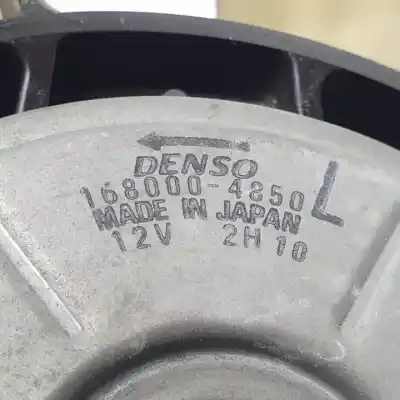 DENSO
168000-4850 L
MADE IN JAPAN
12V 2H10